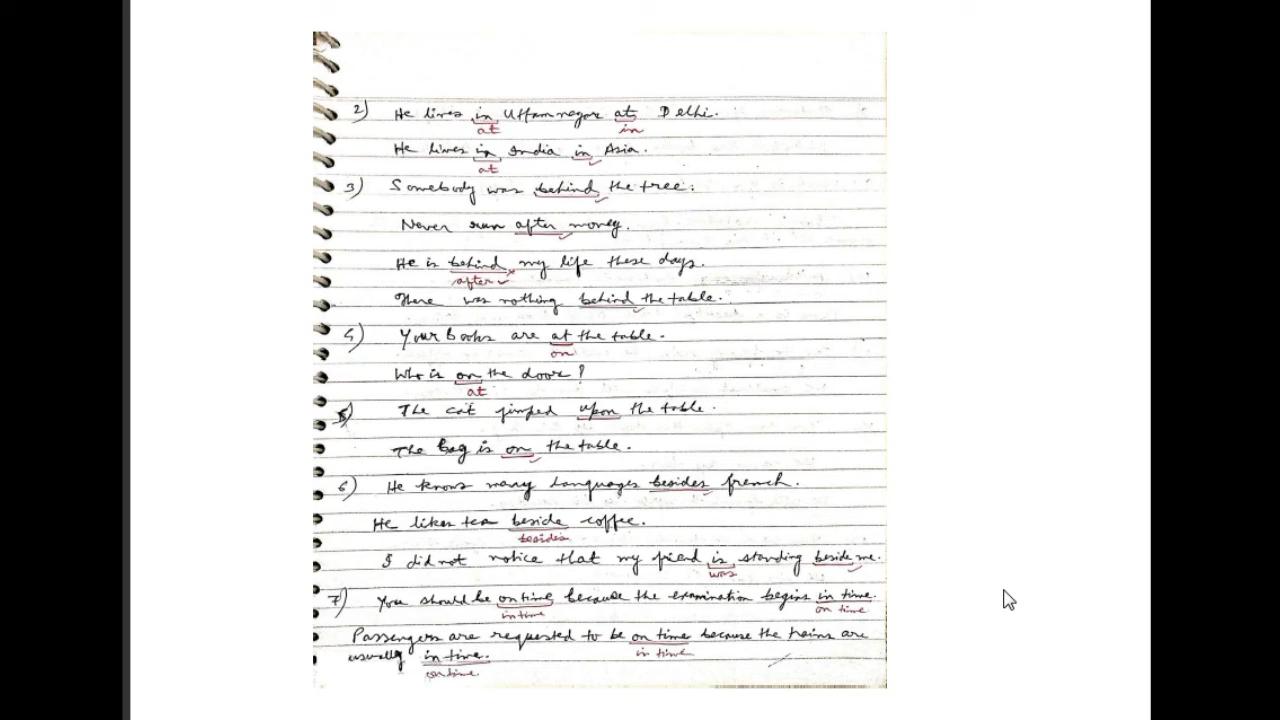 2) He lives in Uttamnagar at Delhi.
at in
He lives in India in Asia.
at
3) Somebody was behind the tree.
Never run after money.
He is behind my life these days.
after
There was nothing behind the table.
4) Your books are at the table.
on
Who is on the door?
at
5) The cat jumped upon the table.
The bag is on the table.
6) He knows many languages besides french.
He likes tea beside coffee.
besides
I did not notice that my friend is standing beside me.
was
7) You should be on time because the examination begins in time.
in time on time
Passengers are requested to be on time because the trains are
in time
usually in time.
on time